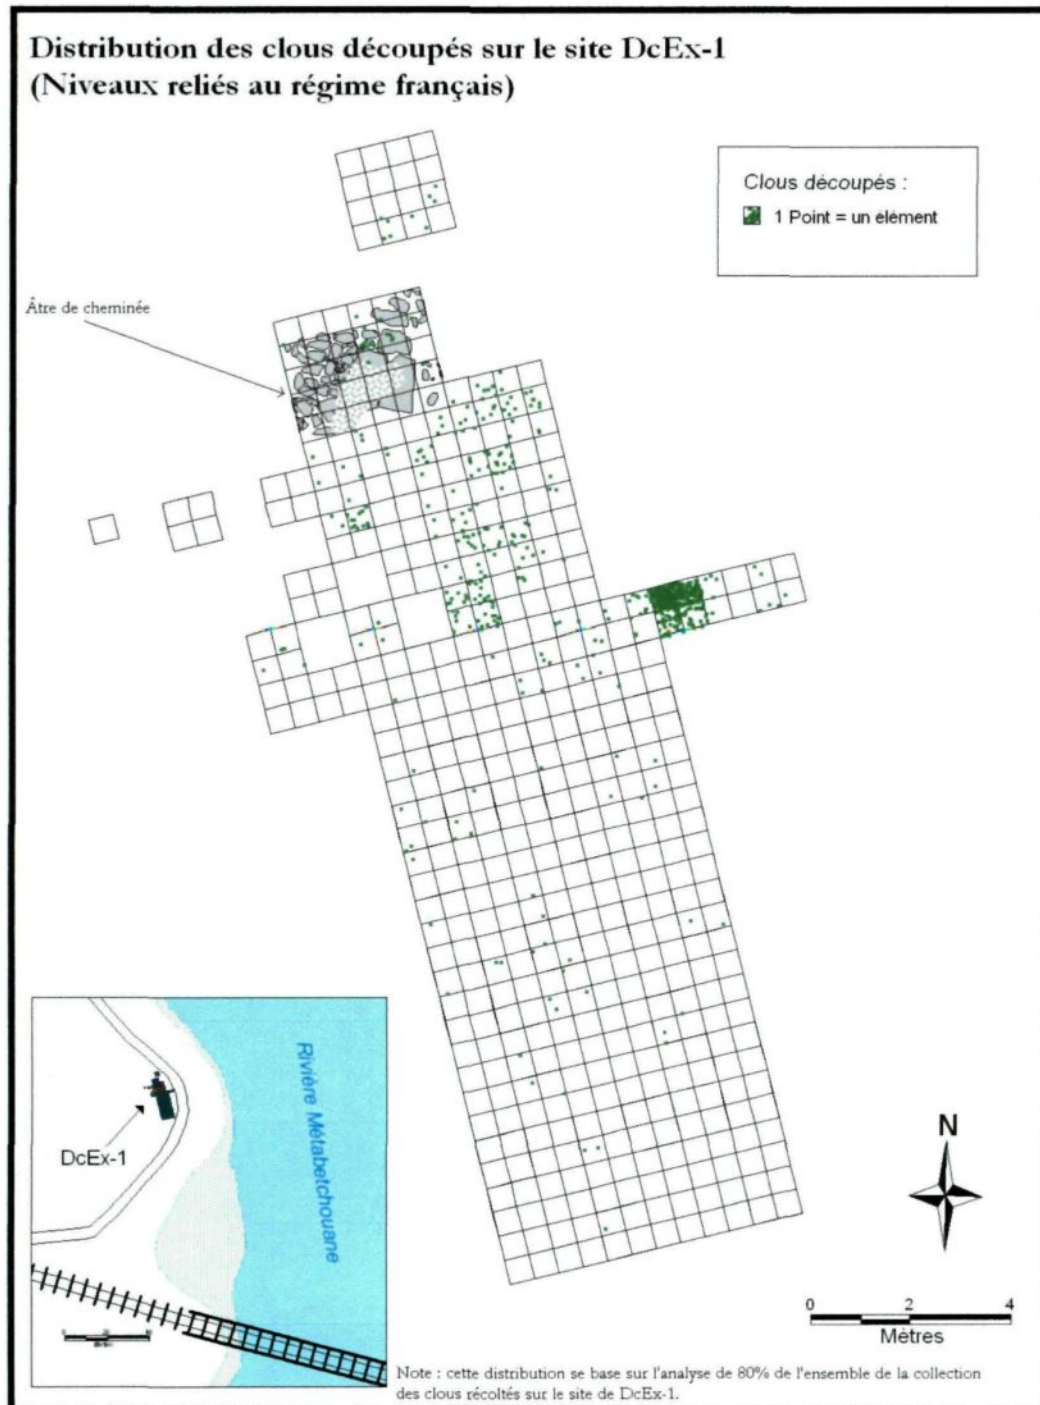 Distribution des clous découpés sur le site DcEx-1
(Niveaux reliés au régime français)
Clous découpés :
1 Point = un élément
Âtre de cheminée
Rivière Métabetchouane
DcEx-1
N
0 2 4
Mètres
Note : cette distribution se base sur l'analyse de 80% de l'ensemble de la collection
des clous récoltés sur le site de DcEx-1.